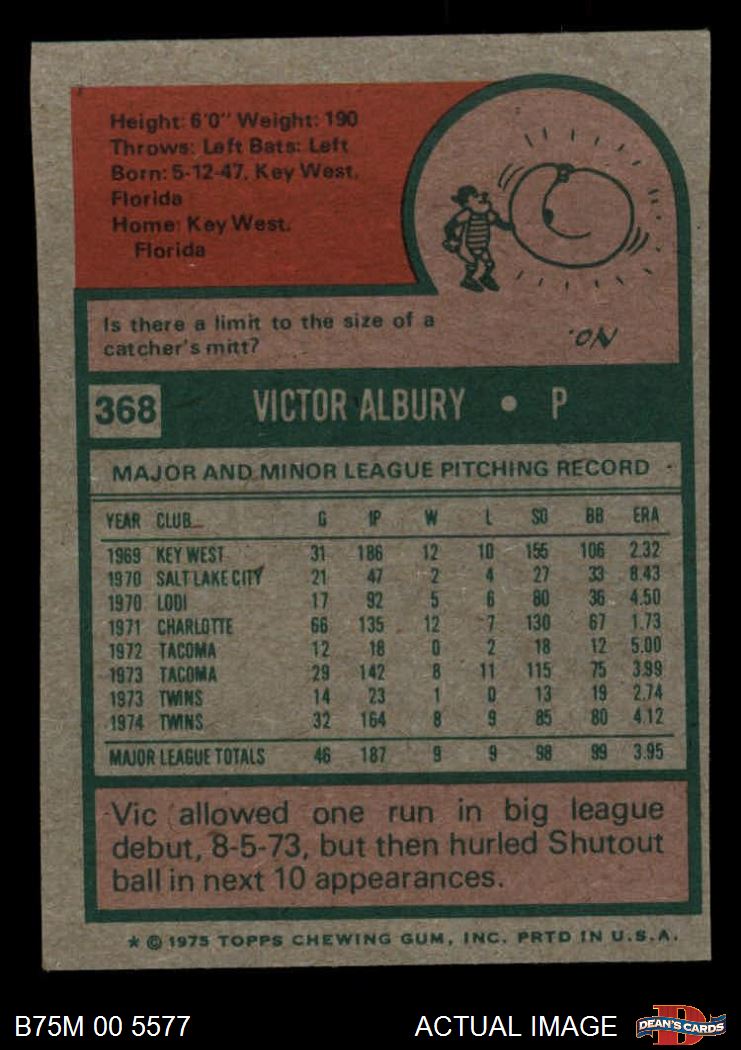 Height: 6'0" Weight: 190
Throws: Left Bats: Left
Born: 5-12-47, Key West,
Florida
Home: Key West,
Florida
Is there a limit to the size of a
catcher's mitt?
No.
368 VICTOR ALBURY • P
MAJOR AND MINOR LEAGUE PITCHING RECORD
YEAR CLUB G IP W L SO BB ERA
1969 KEY WEST 31 186 12 10 155 106 2.32
1970 SALT LAKE CITY 21 47 2 4 27 33 8.43
1970 LODI 17 92 5 6 80 36 4.50
1971 CHARLOTTE 66 135 12 7 130 67 1.73
1972 TACOMA 12 18 0 2 18 12 5.00
1973 TACOMA 29 142 8 11 115 75 3.99
1973 TWINS 14 23 1 0 13 19 2.74
1974 TWINS 32 164 8 9 85 80 4.12
MAJOR LEAGUE TOTALS 46 187 9 9 98 99 3.95
Vic allowed one run in big league
debut, 8-5-73, but then hurled Shutout
ball in next 10 appearances.
* © 1975 TOPPS CHEWING GUM, INC. PRTD IN U.S.A.
B75M 00 5577 ACTUAL IMAGE D DEAN'S CARDS